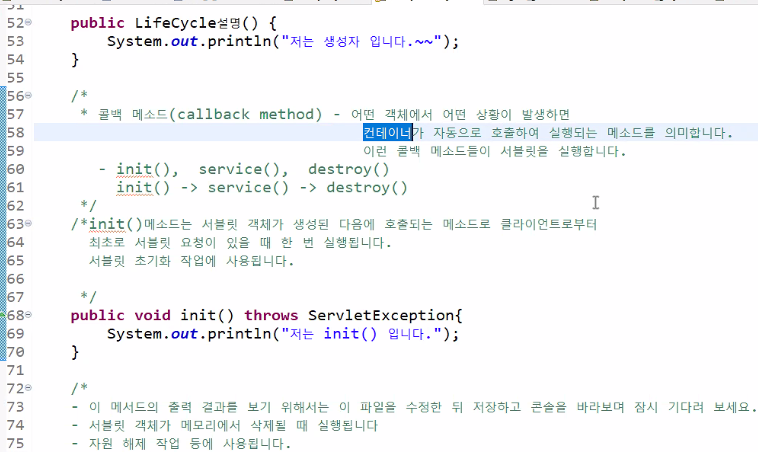 52 public LifeCycle설명() {
53 System.out.println("저는 생성자 입니다.~~");
54 }
55
56 /*
57 * 콜백 메소드(callback method) - 어떤 객체에서 어떤 상황이 발생하면
58 컨테이너가 자동으로 호출하여 실행되는 메소드를 의미합니다.
59 이런 콜백 메소드들이 서블릿을 실행합니다.
60 - init(), service(), destroy()
61 init() -> service() -> destroy()
62 */
63 /*init()메소드는 서블릿 객체가 생성된 다음에 호출되는 메소드로 클라이언트로부터
64 최초로 서블릿 요청이 있을 때 한 번 실행됩니다.
65 서블릿 초기화 작업에 사용됩니다.
66
67 */
68 public void init() throws ServletException{
69 System.out.println("저는 init() 입니다.");
70 }
71
72 /*
73 - 이 메서드의 출력 결과를 보기 위해서는 이 파일을 수정한 뒤 저장하고 콘솔을 바라보며 잠시 기다려 보세요.
74 - 서블릿 객체가 메모리에서 삭제될 때 실행됩니다
75 - 자원 해제 작업 등에 사용됩니다.